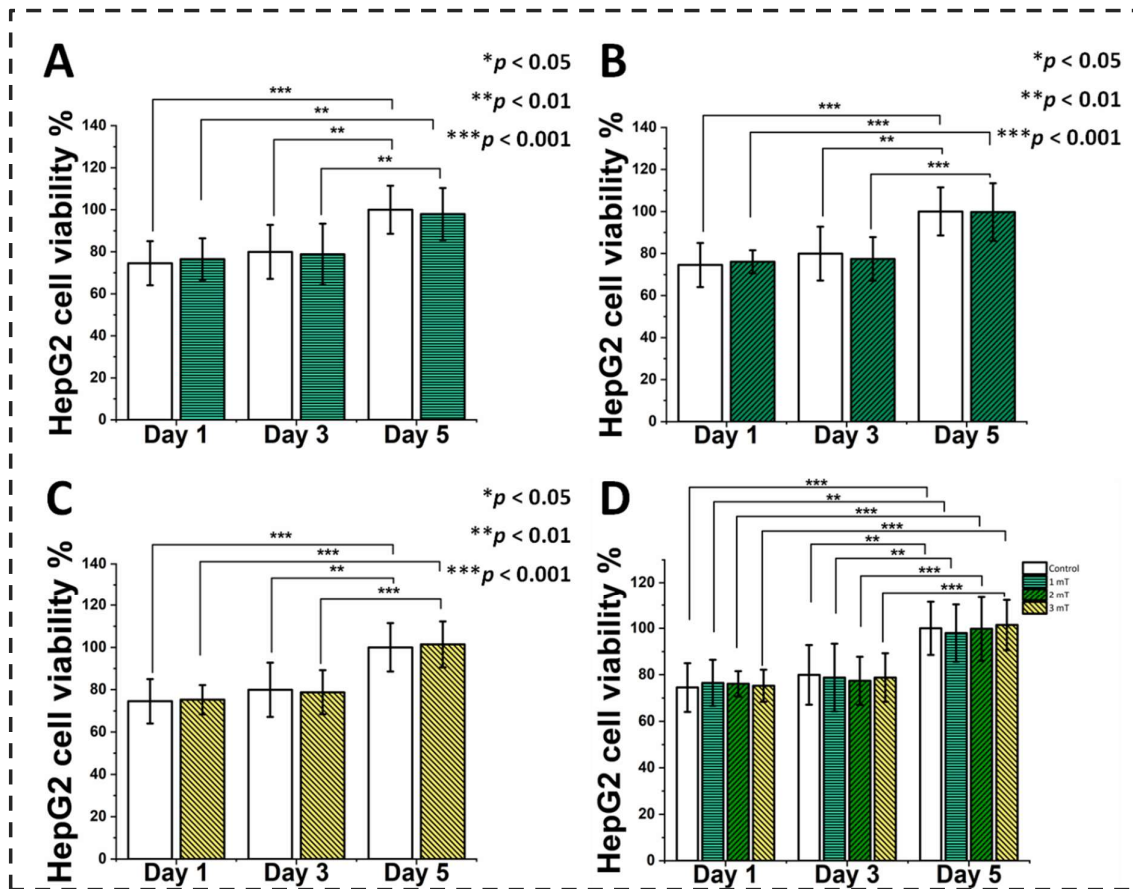 A
*p < 0.05
**p < 0.01
***p < 0.001
***
**
**
**
HepG2 cell viability %
140
120
100
80
60
40
20
0
Day 1 Day 3 Day 5
B
*p < 0.05
**p < 0.01
***p < 0.001
***
***
**
***
HepG2 cell viability %
140
120
100
80
60
40
20
0
Day 1 Day 3 Day 5
C
*p < 0.05
**p < 0.01
***p < 0.001
***
***
**
***
HepG2 cell viability %
140
120
100
80
60
40
20
0
Day 1 Day 3 Day 5
D
***
**
***
***
**
**
***
***
Control
1 mT
2 mT
3 mT
HepG2 cell viability %
120
100
80
60
40
20
0
Day 1 Day 3 Day 5